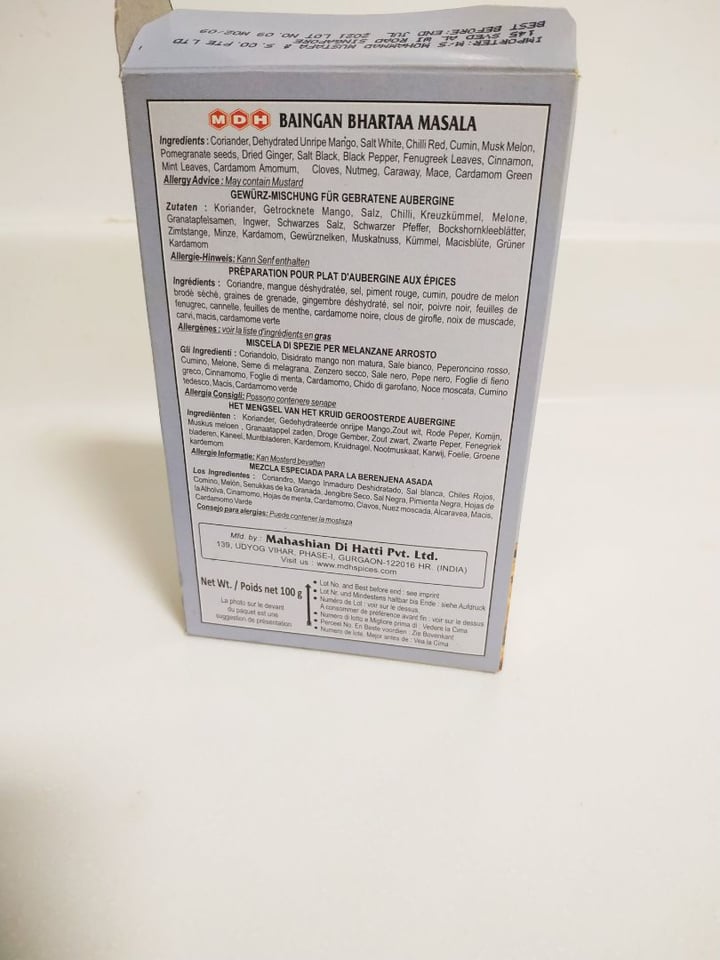 IMPORTER: M/S MOHAMMAD MUSTAFA & S. CO. PTE LTD
145 SYED AL WI ROAD SINGAPORE
BEST BEFORE: END JUL 2021 LOT NO. 09 M02/09
MDH BAINGAN BHARTAA MASALA
Ingredients : Coriander, Dehydrated Unripe Mango, Salt White, Chilli Red, Cumin, Musk Melon,
Pomegranate seeds, Dried Ginger, Salt Black, Black Pepper, Fenugreek Leaves, Cinnamon,
Mint Leaves, Cardamom Amomum, Cloves, Nutmeg, Caraway, Mace, Cardamom Green
Allergy Advice : May contain Mustard
GEWÜRZ-MISCHUNG FÜR GEBRATENE AUBERGINE
Zutaten : Koriander, Getrocknete Mango, Salz, Chilli, Kreuzkümmel, Melone,
Granatapfelsamen, Ingwer, Schwarzes Salz, Schwarzer Pfeffer, Bockshornkleeblätter,
Zimtstange, Minze, Kardamom, Gewürznelken, Muskatnuss, Kümmel, Macisblüte, Grüner
Kardamom
Allergie-Hinweis: Kann Senf enthalten
PRÉPARATION POUR PLAT D'AUBERGINE AUX ÉPICES
Ingrédients : Coriandre, mangue déshydratée, sel, piment rouge, cumin, poudre de melon
brodè séchè, graines de grenade, gingembre déshydraté, sel noir, poivre noir, feuilles de
fenugrec, cannelle, feuilles de menthe, cardamome noire, clous de girofle, noix de muscade,
carvi, macis, cardamome verte
Allergènes : voir la liste d'ingrédients en gras
MISCELA DI SPEZIE PER MELANZANE ARROSTO
Gli Ingredienti : Coriandolo, Disidrato mango non matura, Sale bianco, Peperoncino rosso,
Cumino, Melone, Seme di melagrana, Zenzero secco, Sale nero, Pepe nero, Foglie di fieno
greco, Cinnamomo, Foglie di menta, Cardamomo, Chido di garofano, Noce moscata, Cumino
tedesco, Macis, Cardamomo verde
Allergia Consigli: Possono contenere senape
HET MENGSEL VAN HET KRUID GEROOSTERDE AUBERGINE
Ingrediënten : Koriander, Gedehydrateerde onrijpe Mango,Zout wit, Rode Peper, Komijn,
Muskus meloen , Granaatappel zaden, Droge Gember, Zout zwart, Zwarte Peper, Fenegriek
bladeren, Kaneel, Muntbladeren, Kardemom, Kruidnagel, Nootmuskaat, Karwij, Foelie, Groene
kardemom
Allergie Informatie: Kan Mosterd bevatten
MEZCLA ESPECIADA PARA LA BERENJENA ASADA
Los Ingredientes : Coriandro, Mango Inmaduro Deshidratado, Sal blanca, Chiles Rojos,
Comino, Melón, Senukkas de ka Granada, Jengibre Seco, Sal Negra, Pimienta Negra, Hojas de
la Alholva, Cinamomo, Hojas de menta, Cardamomo, Clavos, Nuez moscada, Alcaravea, Macis,
Cardamomo Varde
Consejo para alergias: Puede contener la mostaza
Mfd. by : Mahashian Di Hatti Pvt. Ltd.
139, UDYOG VIHAR, PHASE-I, GURGAON-122016 HR. (INDIA)
Visit us : www.mdhspices.com
Net Wt. / Poids net 100 g
La photo sur le devant
du paquet est une
suggestion de présentation
• Lot No. and Best before end : see imprint
• Lot Nr. und Mindestens haltbar bis Ende : siehe Aufdruck
• Numéro de Lot : voir sur le dessus
A consommer de préférence avant fin : voir sur le dessus
• Numero di lotto e Migliore prima di : Vedere la Cima
• Perceel No. En Beste voordien : Zie Bovenkant
• Numero de lote. Mejor antes de : Vea la Cima